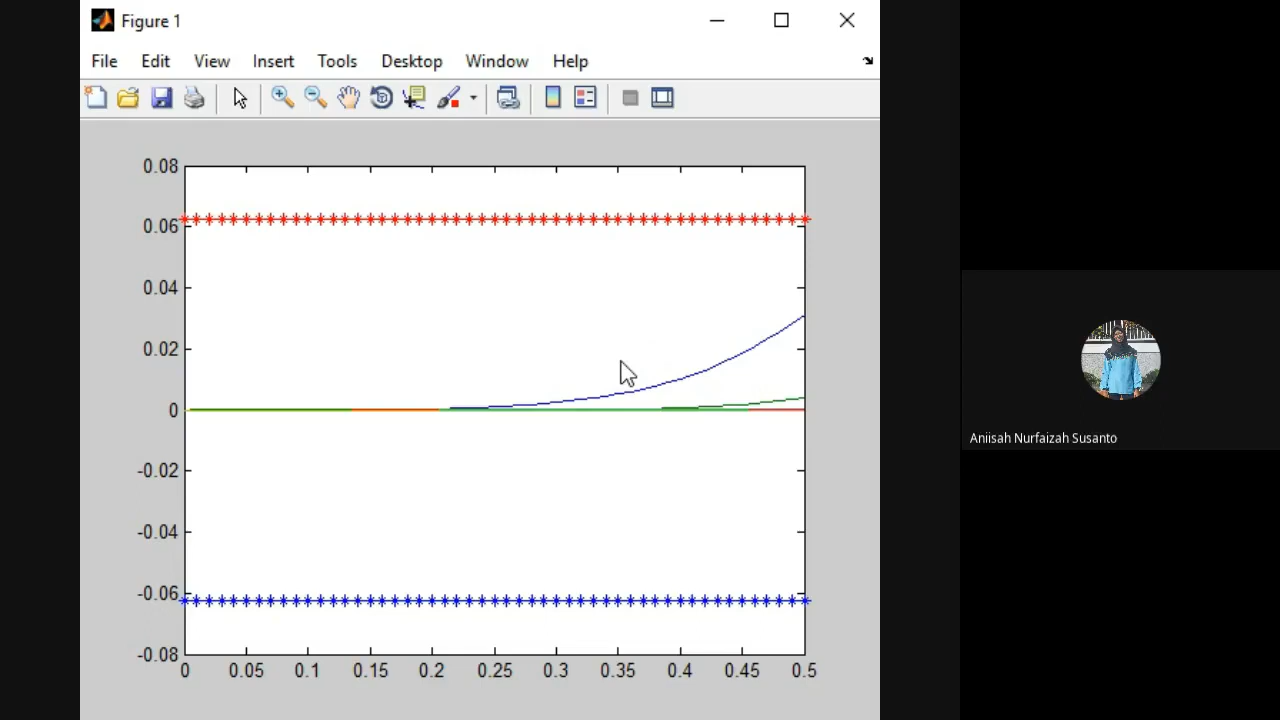 Figure 1
File Edit View Insert Tools Desktop Window Help
0.08
0.06
0.04
0.02
0
-0.02
-0.04
-0.06
-0.08
0 0.05 0.1 0.15 0.2 0.25 0.3 0.35 0.4 0.45 0.5
Aniisah Nurfaizah Susanto